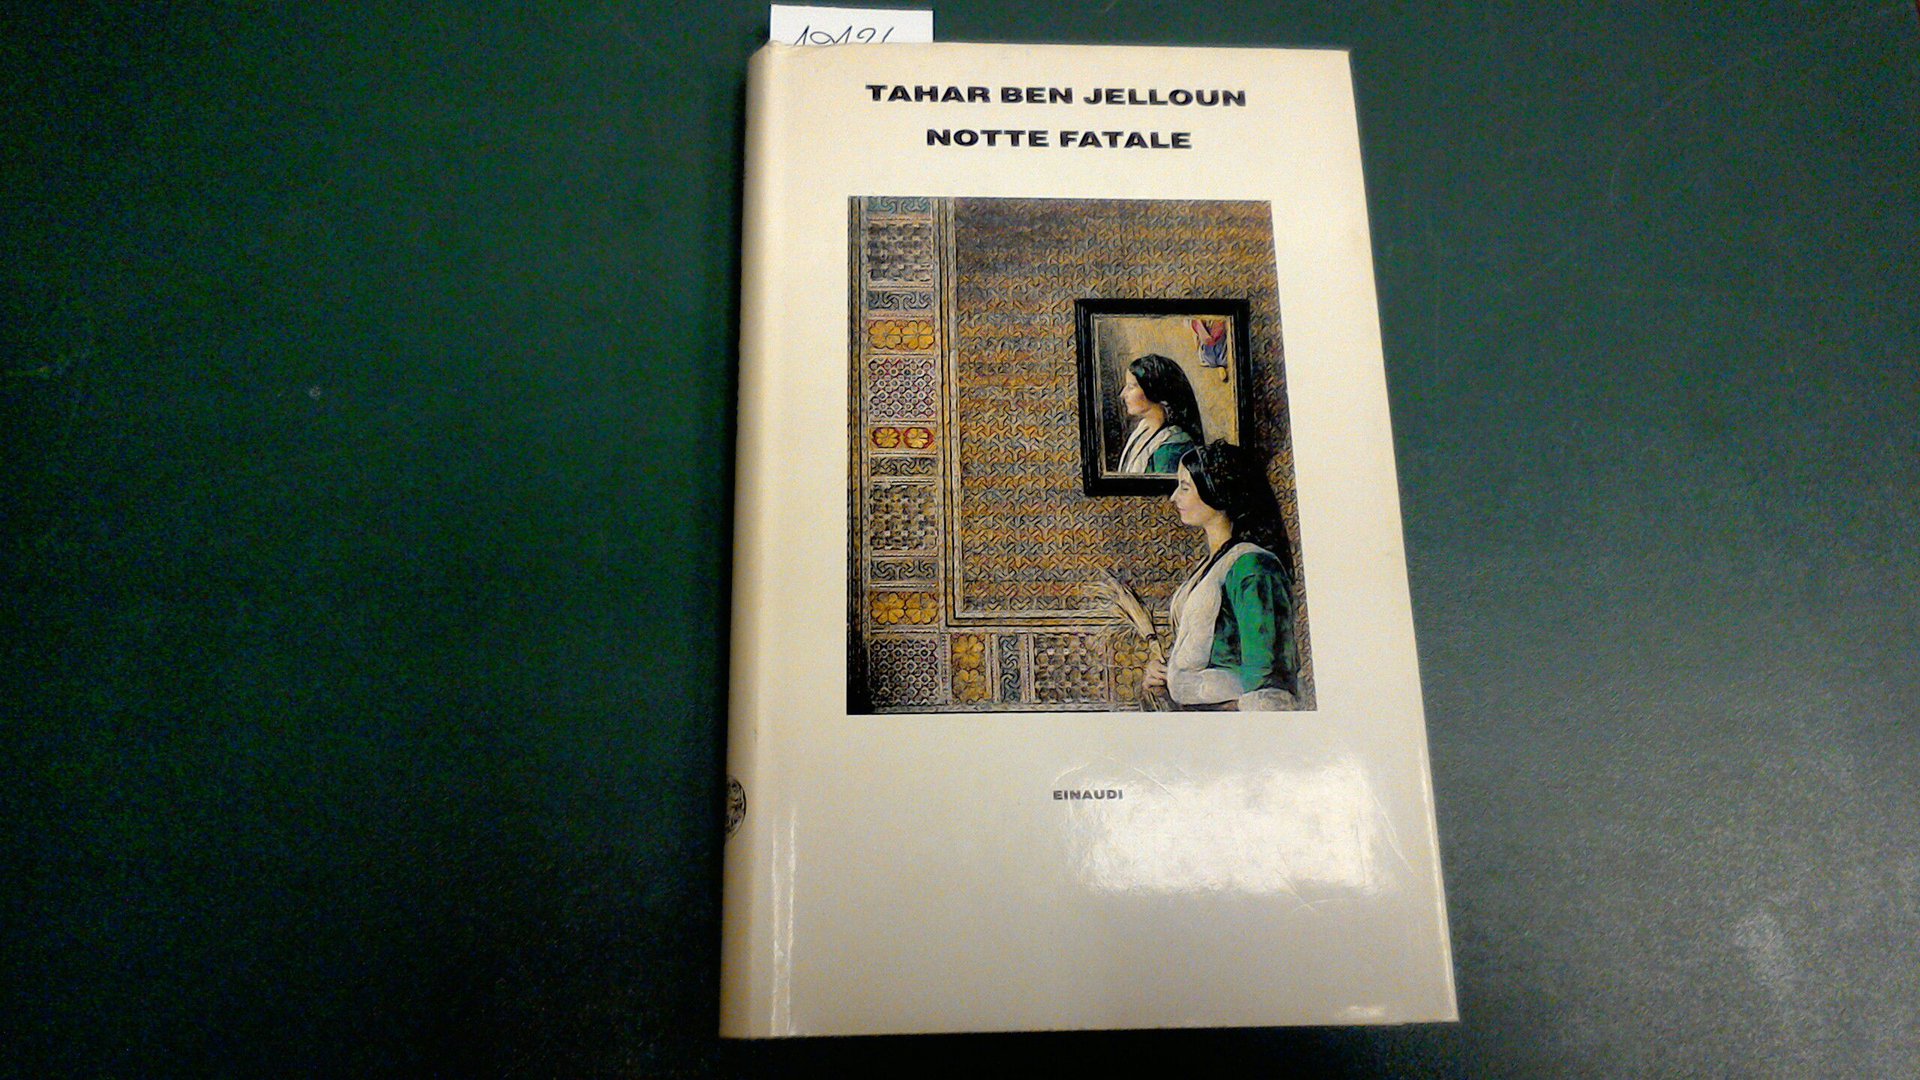 TAHAR BEN JELLOUN
NOTTE FATALE
EINAUDI